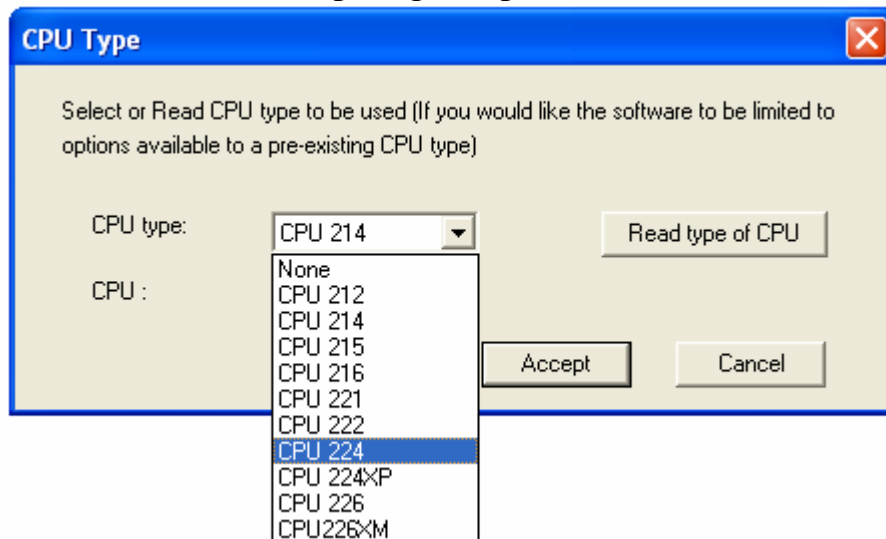 CPU Type
Select or Read CPU type to be used (If you would like the software to be limited to
options available to a pre-existing CPU type)
CPU type:
CPU 214
Read type of CPU
CPU :
None
CPU 212
CPU 214
CPU 215
CPU 216
CPU 221
CPU 222
CPU 224
CPU 224XP
CPU 226
CPU226XM
Accept
Cancel